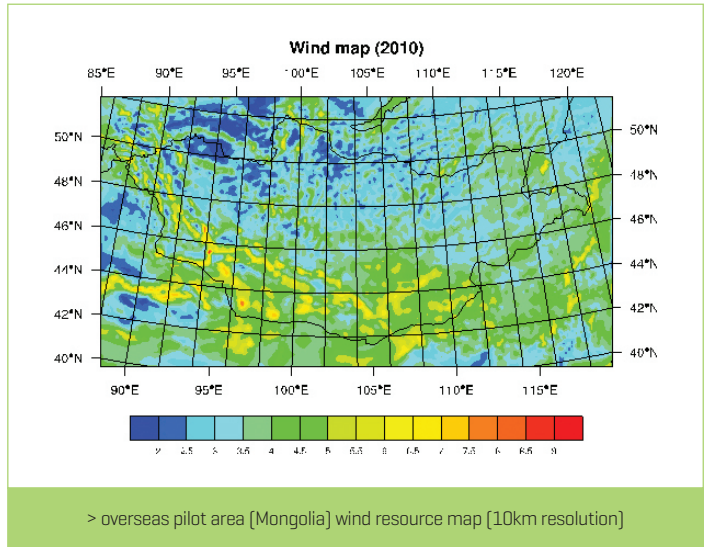 Wind map (2010)
85°E 90°E 95°E 100°E 105°E 110°E 115°E 120°E
50°N 50°N
48°N 48°N
46°N 46°N
44°N 44°N
42°N 42°N
40°N 40°N
90°E 95°E 100°E 105°E 110°E 115°E
2 2.5 3 3.5 4 4.5 5 5.5 6 6.5 7 7.5 8 8.5 9
> overseas pilot area (Mongolia) wind resource map (10km resolution)